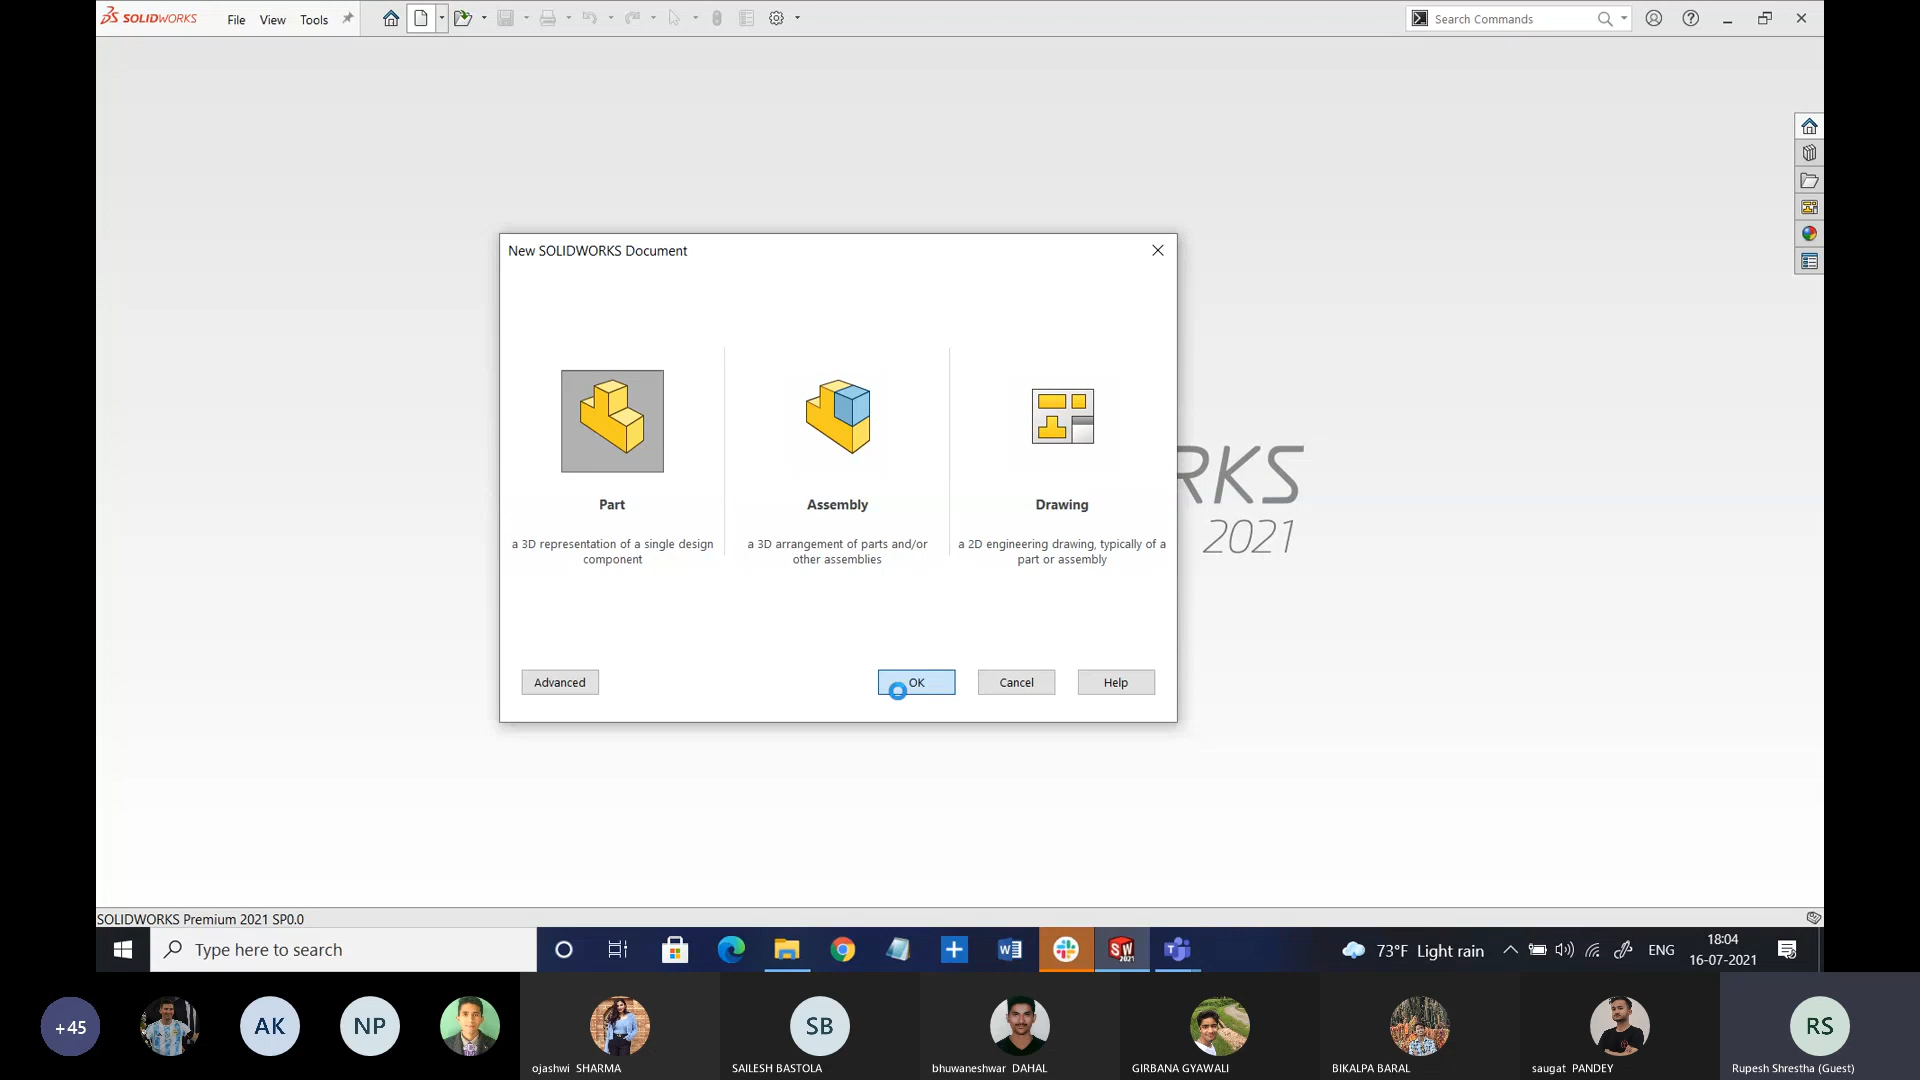 SOLIDWORKS File View Tools
Search Commands
New SOLIDWORKS Document
RKS
2021
Part
a 3D representation of a single design
component
Assembly
a 3D arrangement of parts and/or
other assemblies
Drawing
a 2D engineering drawing, typically of a
part or assembly
Advanced OK Cancel Help
SOLIDWORKS Premium 2021 SP0.0
Type here to search
SW
2021
73°F Light rain
ENG
18:04
16-07-2021
+45
AK
NP
ojashwi SHARMA
SB
SAILESH BASTOLA
bhuwaneshwar DAHAL
GIRBANA GYAWALI
BIKALPA BARAL
saugat PANDEY
RS
Rupesh Shrestha (Guest)